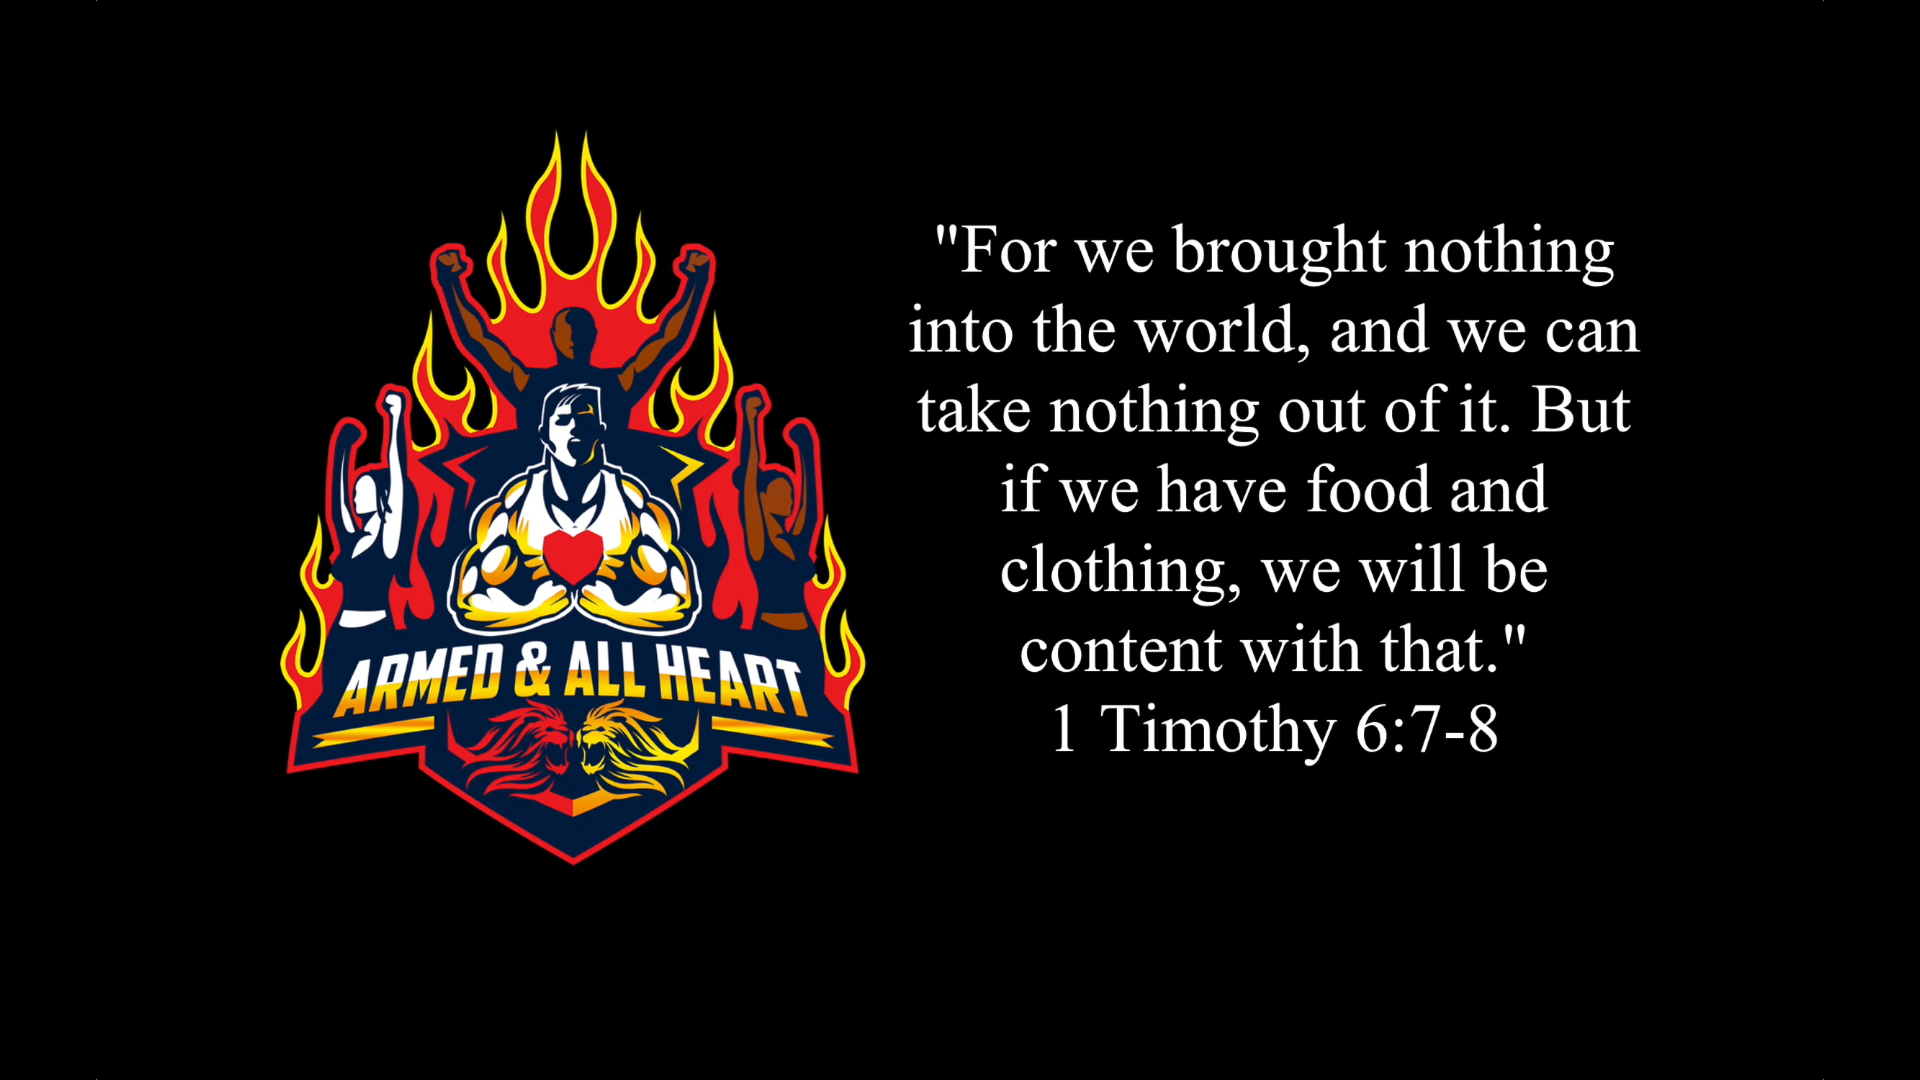 ARMED & ALL HEART
"For we brought nothing
into the world, and we can
take nothing out of it. But
if we have food and
clothing, we will be
content with that."
1 Timothy 6:7-8